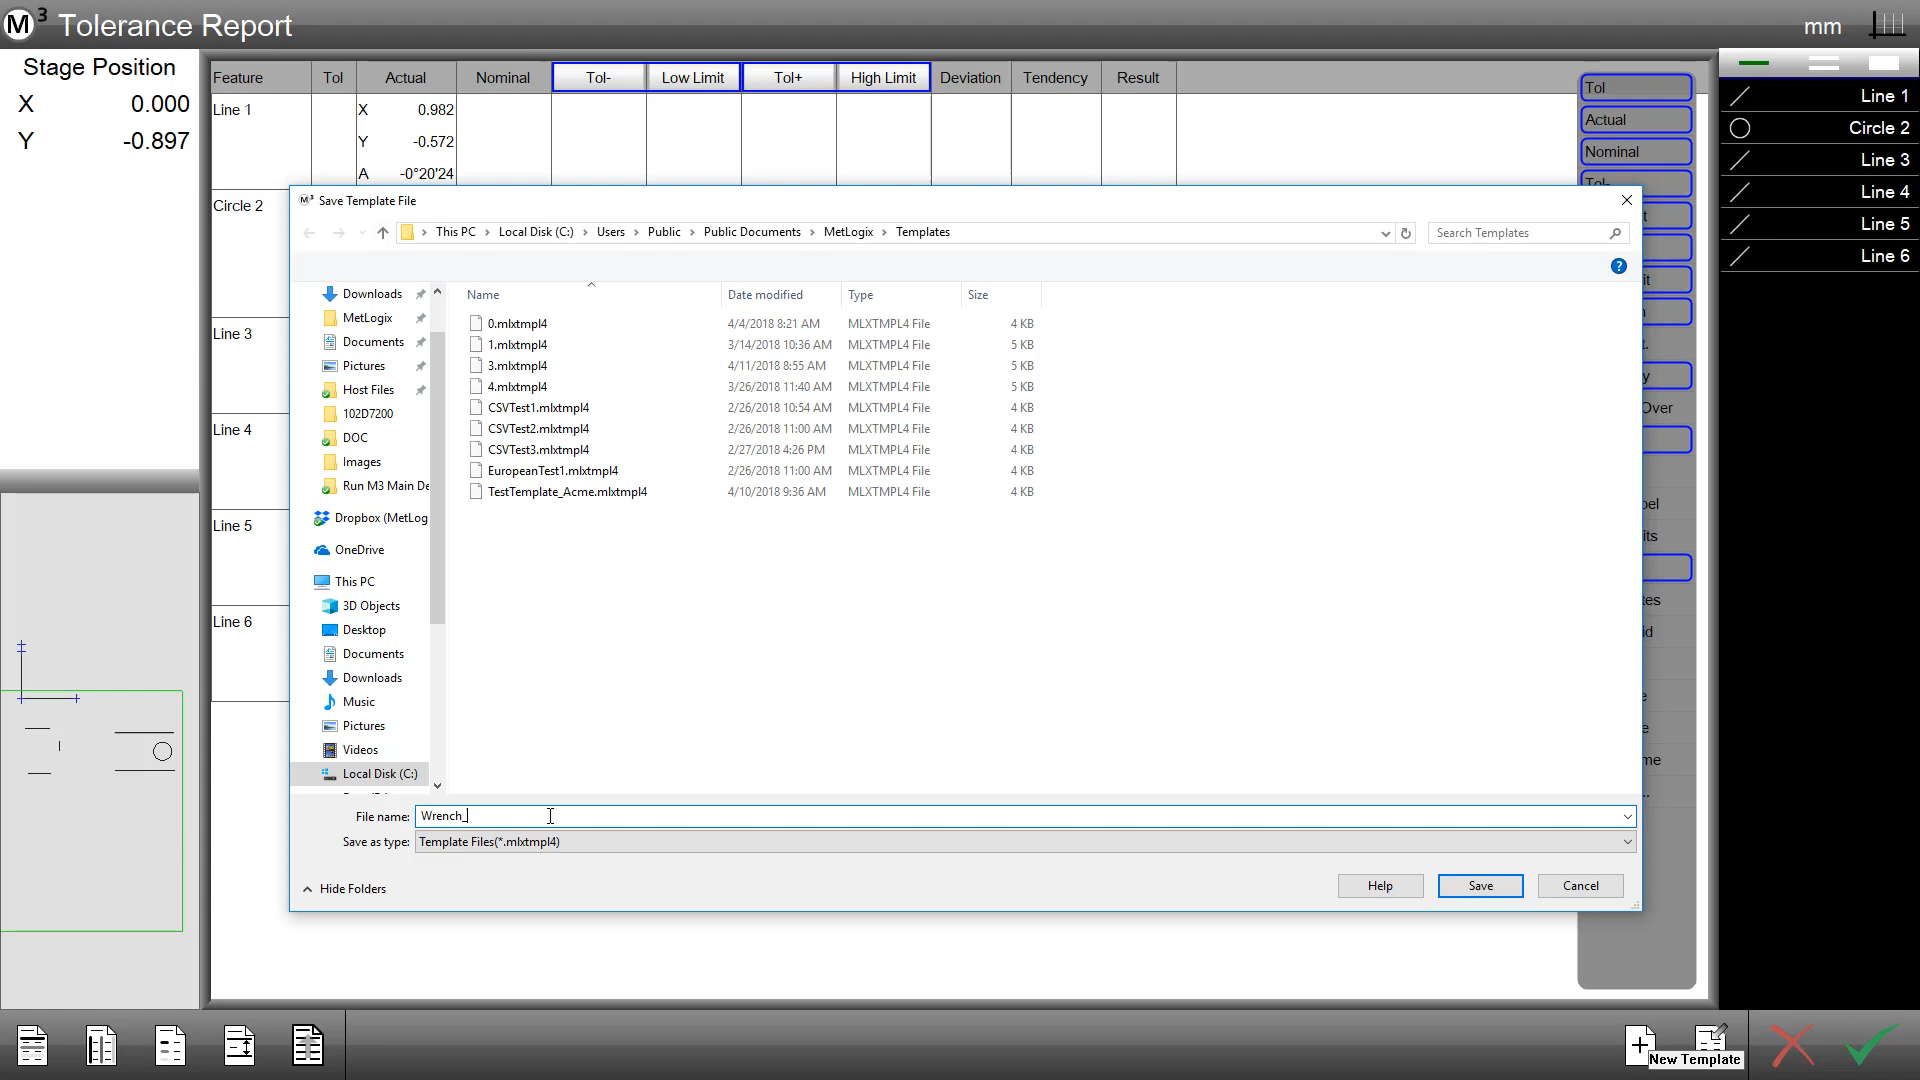 M³ Tolerance Report
mm
Stage Position
X 0.000
Y -0.897
Feature Tol Actual Nominal Tol- Low Limit Tol+ High Limit Deviation Tendency Result
Line 1 X 0.982
Y -0.572
A -0°20'24
Circle 2
Line 3
Line 4
Line 5
Line 6
Tol
Actual
Nominal
Tol-
Over
Line 1
Circle 2
Line 3
Line 4
Line 5
Line 6
M³ Save Template File
This PC > Local Disk (C:) > Users > Public > Public Documents > MetLogix > Templates
Search Templates
?
Downloads
MetLogix
Documents
Pictures
Host Files
102D7200
DOC
Images
Run M3 Main De
Dropbox (MetLog
OneDrive
This PC
3D Objects
Desktop
Documents
Downloads
Music
Pictures
Videos
Local Disk (C:)
Name Date modified Type Size
0.mlxtmpl4 4/4/2018 8:21 AM MLXTMPL4 File 4 KB
1.mlxtmpl4 3/14/2018 10:36 AM MLXTMPL4 File 5 KB
3.mlxtmpl4 4/11/2018 8:55 AM MLXTMPL4 File 5 KB
4.mlxtmpl4 3/26/2018 11:40 AM MLXTMPL4 File 5 KB
CSVTest1.mlxtmpl4 2/26/2018 10:54 AM MLXTMPL4 File 4 KB
CSVTest2.mlxtmpl4 2/26/2018 11:00 AM MLXTMPL4 File 4 KB
CSVTest3.mlxtmpl4 2/27/2018 4:26 PM MLXTMPL4 File 4 KB
EuropeanTest1.mlxtmpl4 2/26/2018 11:00 AM MLXTMPL4 File 4 KB
TestTemplate_Acme.mlxtmpl4 4/10/2018 9:36 AM MLXTMPL4 File 4 KB
File name: Wrench_
Save as type: Template Files(*.mlxtmpl4)
Hide Folders
Help
Save
Cancel
New Template